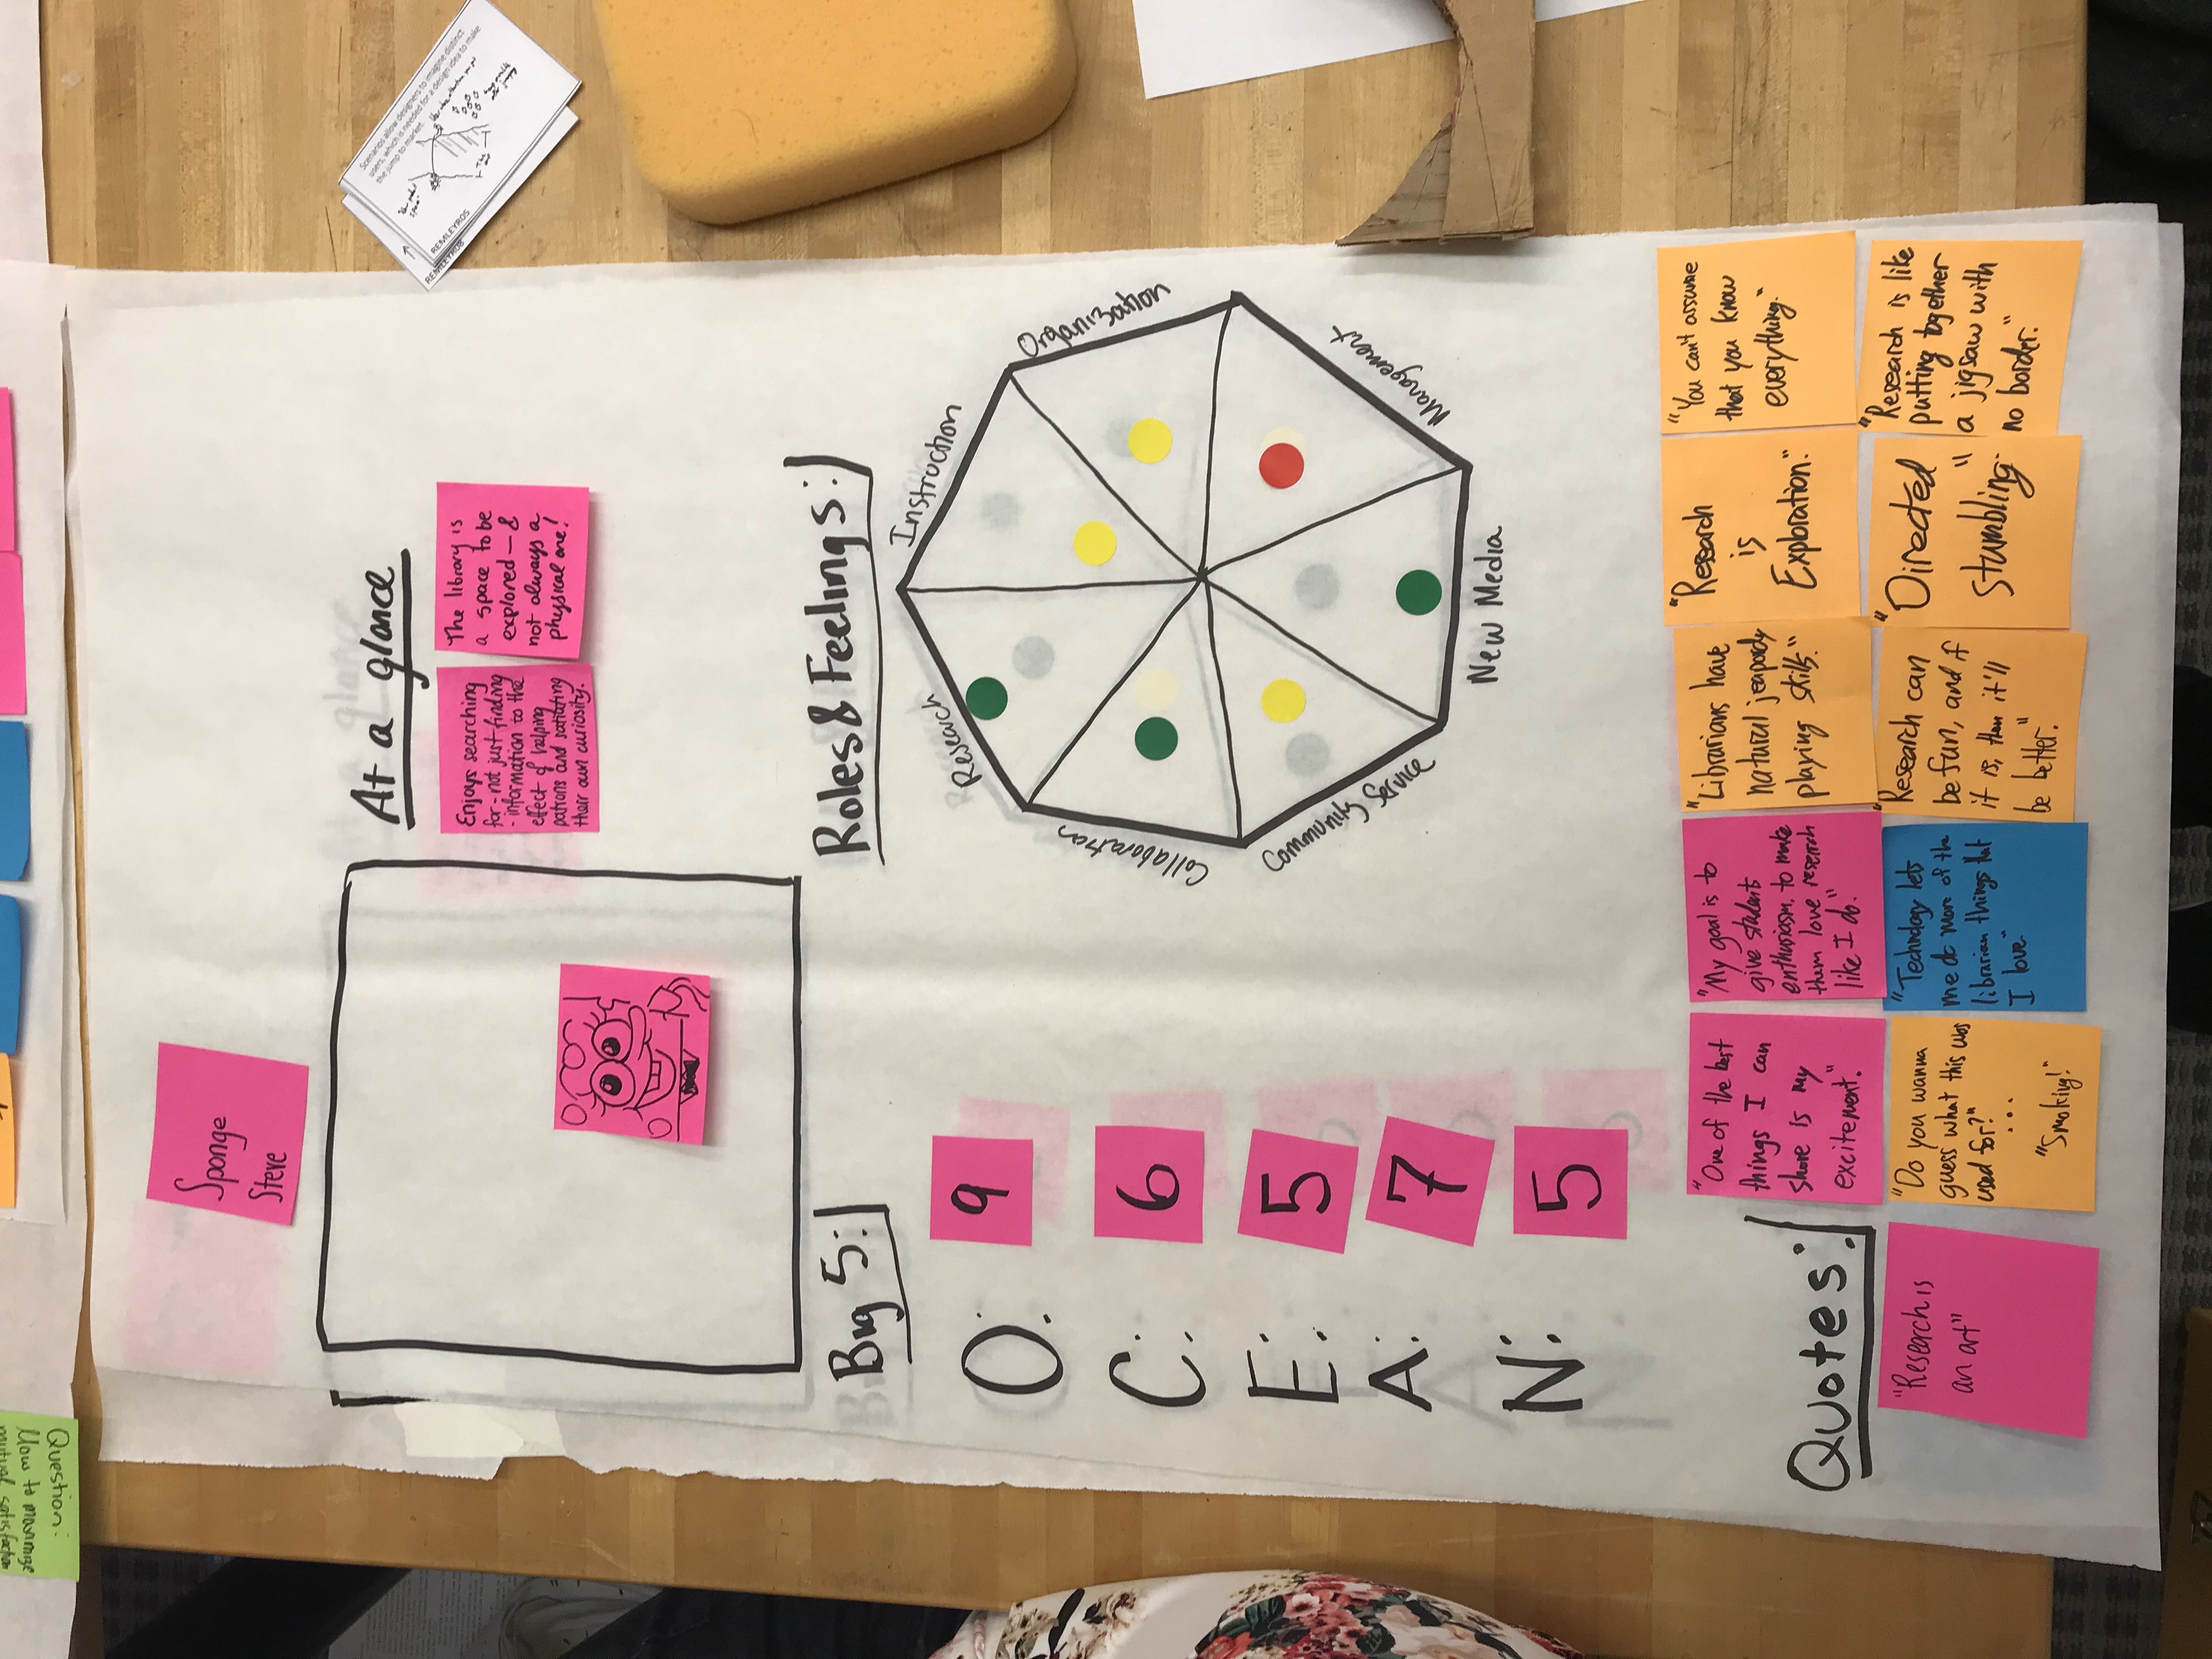 Question:
How to maximize
mutual satisfaction
Sponge
Steve
At a glance
Enjoys searching
for - not just finding
- information to the
effect of helping
patrons and
their own curiosity.
The library is
a space to be
explored — &
not always a
physical one!
Scenarios allow designers to imagine distinct
users, which is needed for a design idea to make
the jump to market.
REMLEYROS
REMLEYROS
Big 5:
O: 9
C: 6
E: 5
A: 7
N: 5
Roles & Feelings:
Research
Instruction
Organization
Management
New Media
Community Service
Collaboration
Quotes:
"One of the best
things I can
share is my
excitement."
"My goal is to
give students
enthusiasm. to make
them love research
like I do."
"Librarians have
natural jeapordy
playing skills."
"Research
is
Exploration."
"You can't assume
that you know
everything."
"Research is
an art"
"Do you wanna
guess what this was
used for?"
...
"Smoking!"
"Technology lets
me do more of the
librarian things that
I love."
"Research can
be fun, and if
it is, then it'll
be better."
"Directed
stumbling"
"Research is like
putting together
a jigsaw with
no border."